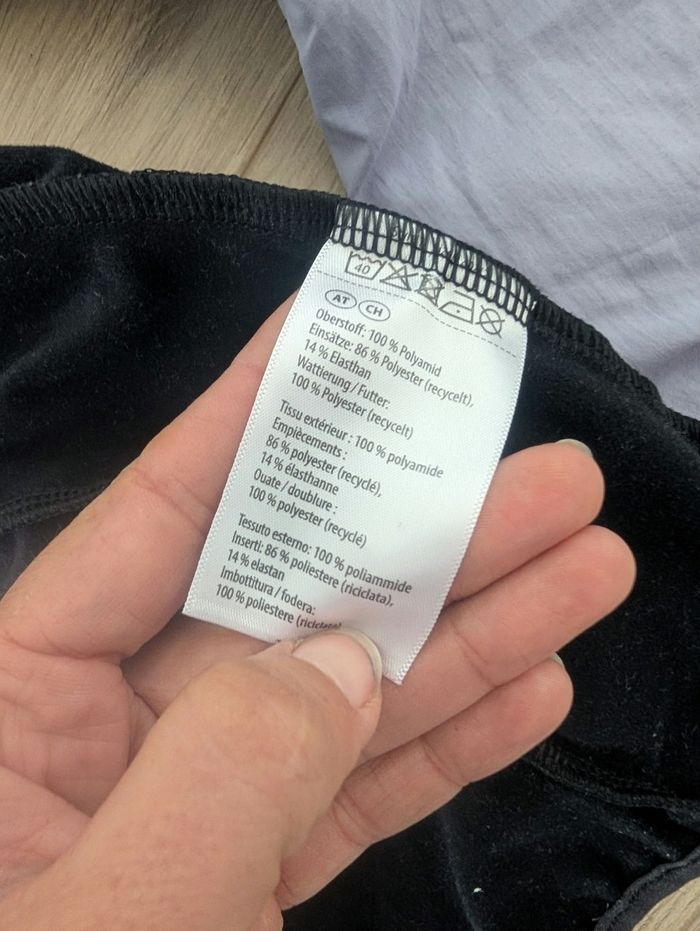 40
AT CH
Oberstoff: 100 % Polyamid
Einsätze: 86 % Polyester (recycelt),
14 % Elasthan
Wattierung / Futter:
100 % Polyester (recycelt)
Tissu extérieur : 100 % polyamide
Empiècements :
86 % polyester (recyclé),
14 % élasthanne
Ouate / doublure :
100 % polyester (recyclé)
Tessuto esterno: 100 % poliammide
Inserti: 86 % poliestere (riciclata),
14 % elastan
Imbottitura / fodera:
100 % poliestere (riciclata)